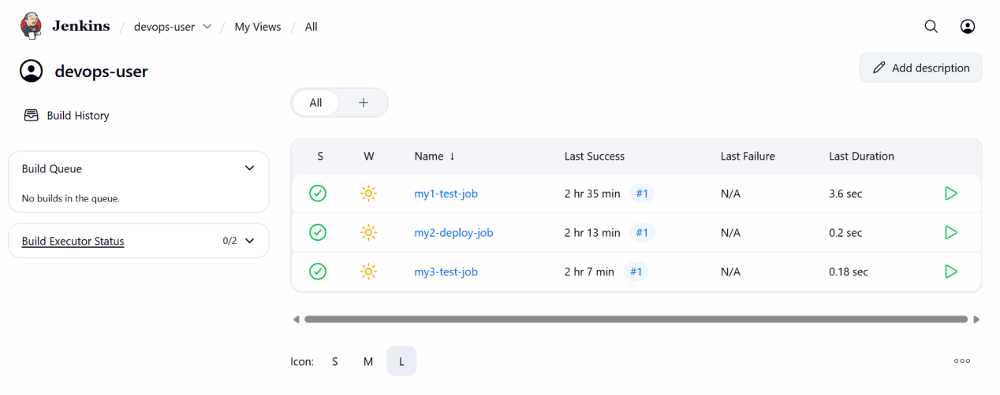 Jenkins / devops-user / My Views / All
devops-user
Add description
Build History
All +
Build Queue
No builds in the queue.
Build Executor Status 0/2
S W Name ↓ Last Success Last Failure Last Duration
my1-test-job 2 hr 35 min #1 N/A 3.6 sec
my2-deploy-job 2 hr 13 min #1 N/A 0.2 sec
my3-test-job 2 hr 7 min #1 N/A 0.18 sec
Icon: S M L